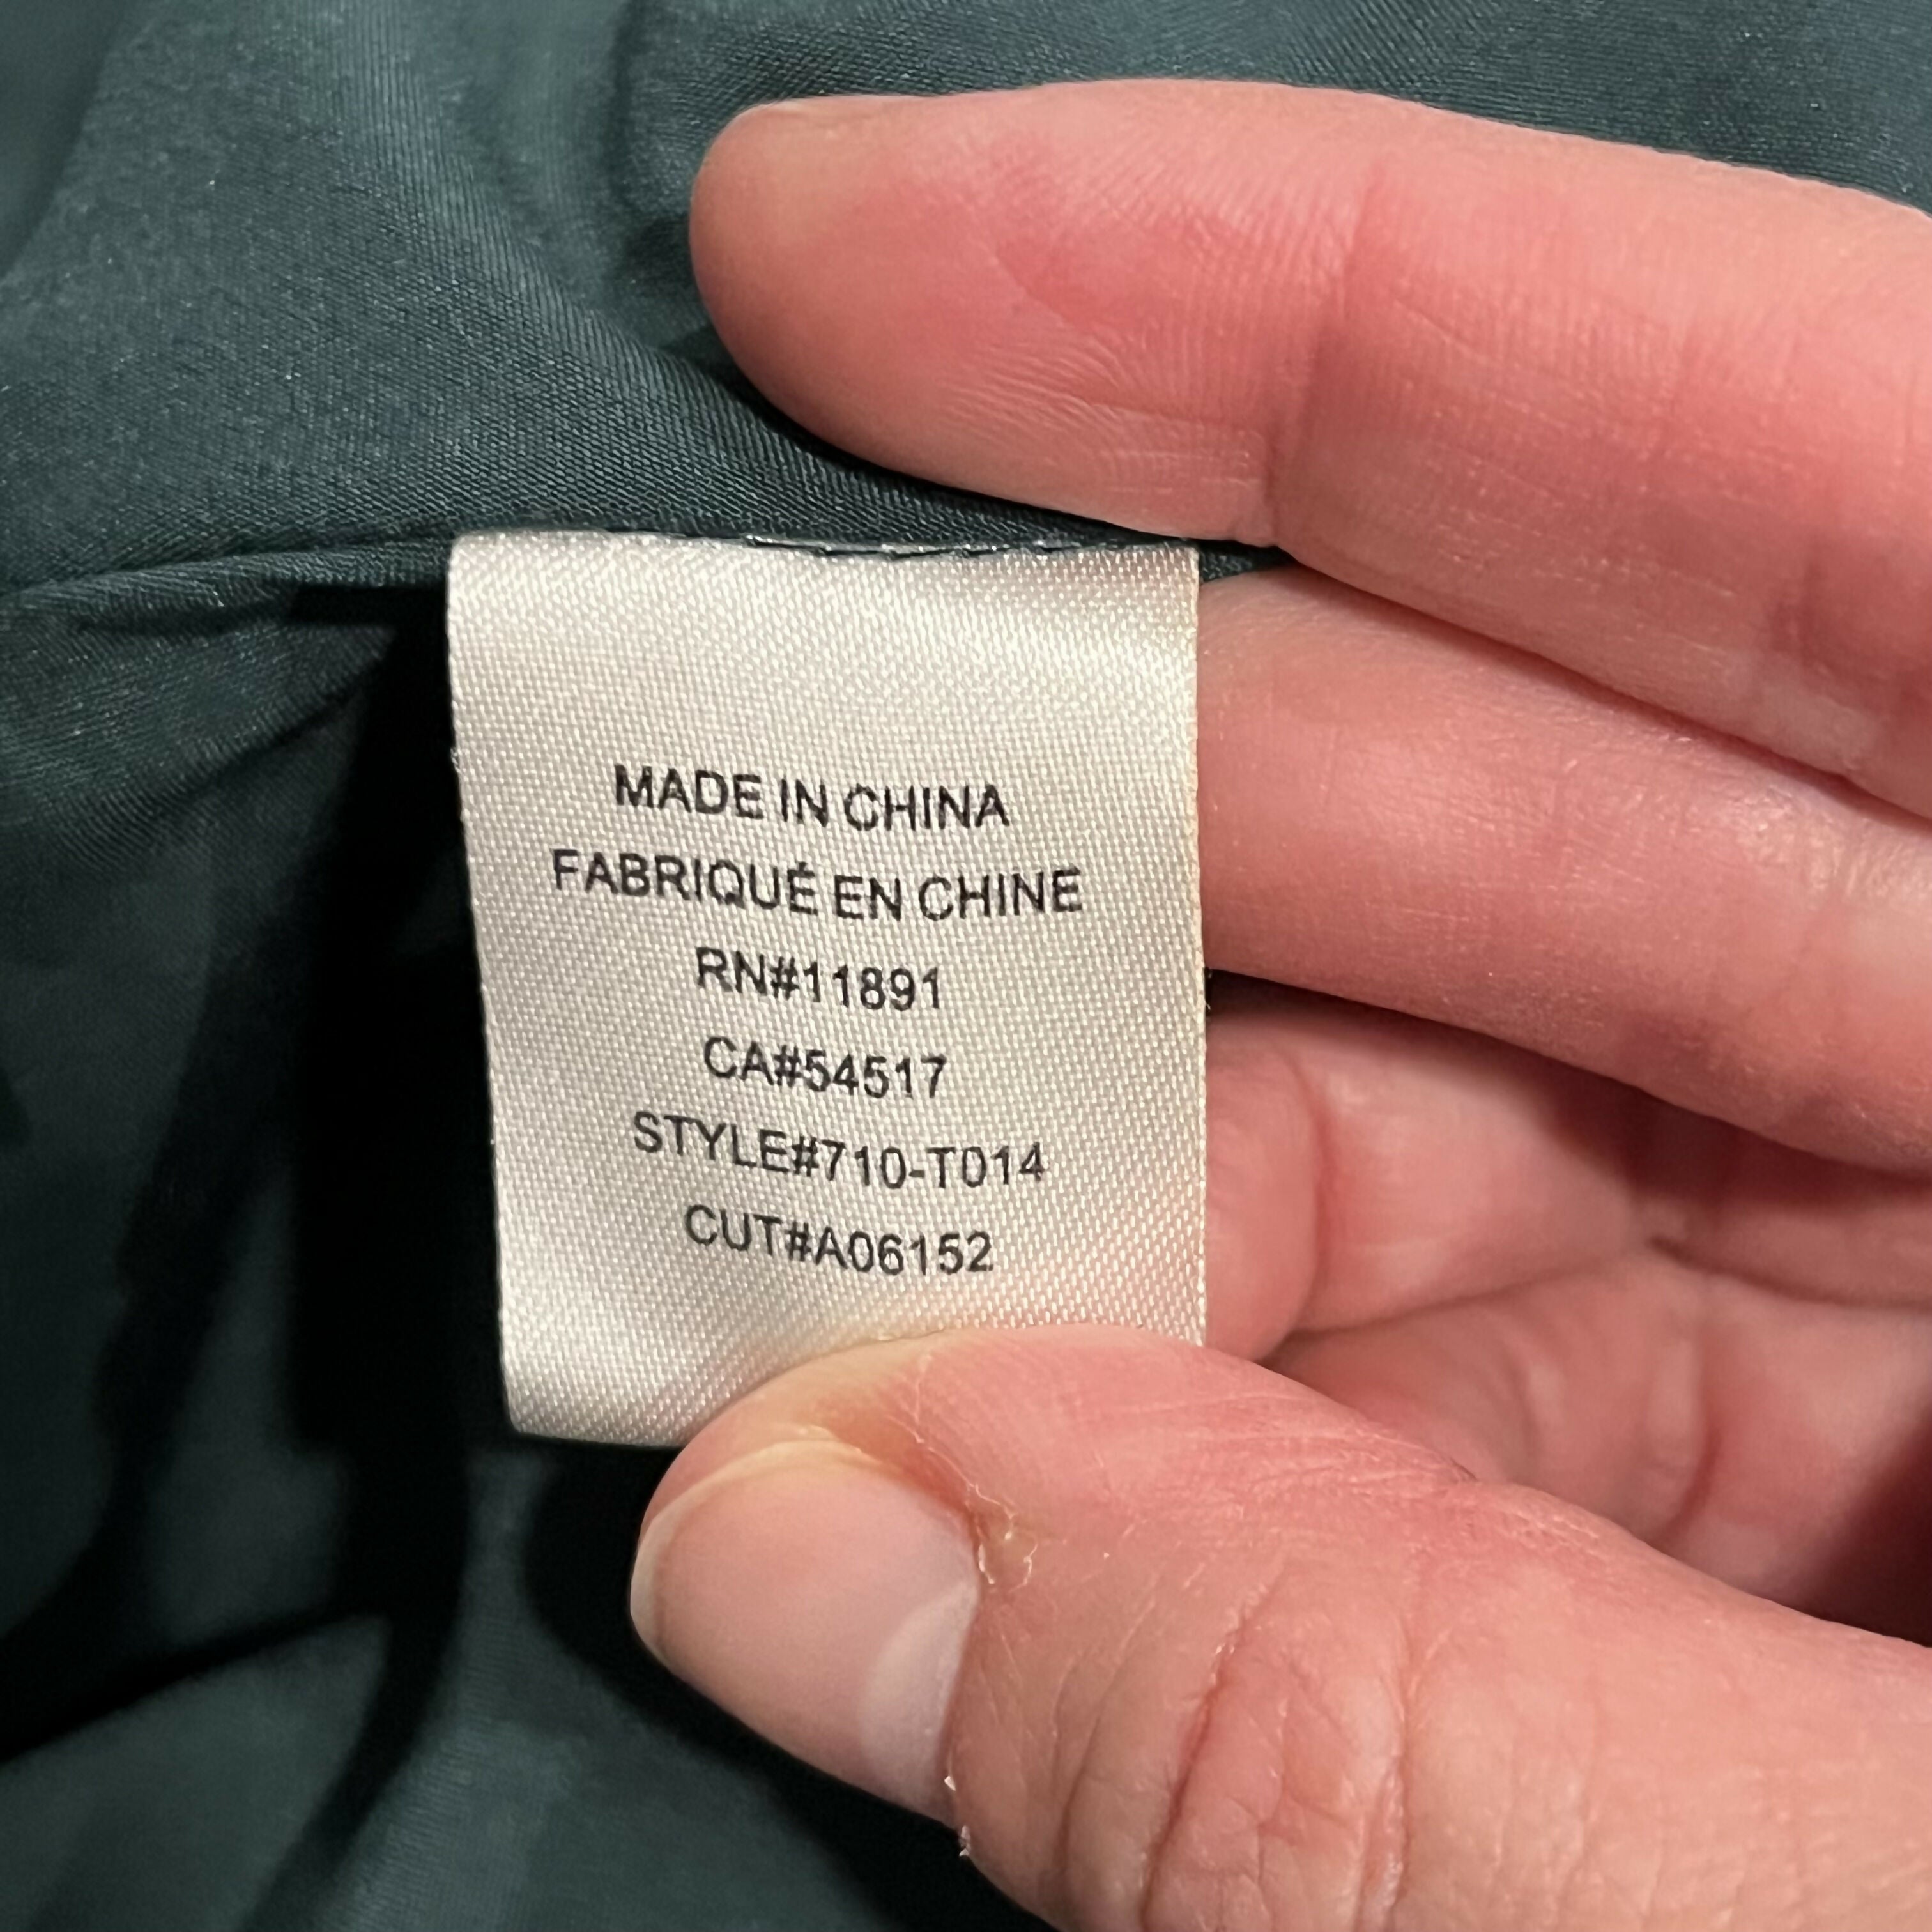 MADE IN CHINA
FABRIQUÉ EN CHINE
RN#11891
CA#54517
STYLE#710-T014
CUT#A06152